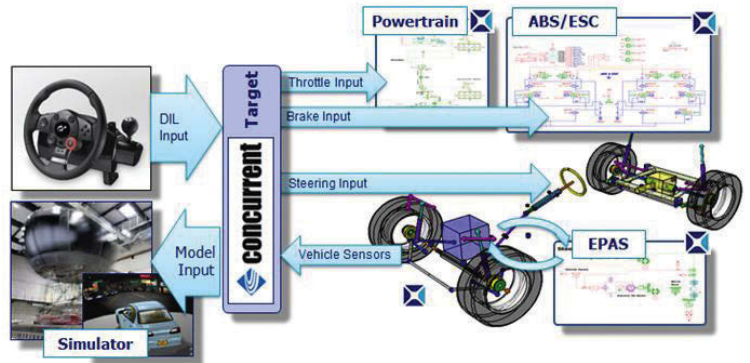 Powertrain
ABS/ESC
DIL
Input
Target
CONCURRENT
Throttle Input
Brake Input
Steering Input
Vehicle Sensors
Model
Input
EPAS
Simulator